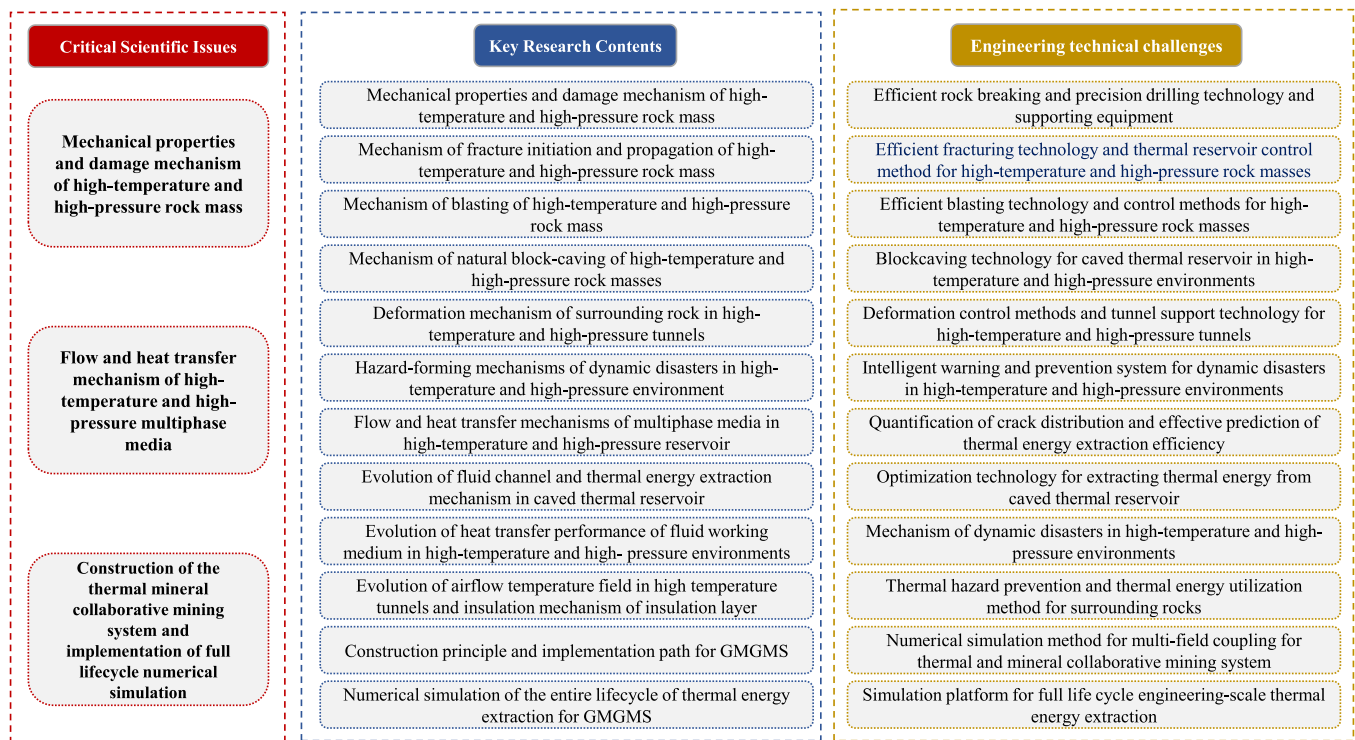 Critical Scientific Issues
Mechanical properties
and damage mechanism
of high-temperature and
high-pressure rock mass
Flow and heat transfer
mechanism of high-
temperature and high-
pressure multiphase
media
Construction of the
thermal mineral
collaborative mining
system and
implementation of full
lifecycle numerical
simulation
Key Research Contents
Mechanical properties and damage mechanism of high-
temperature and high-pressure rock mass
Mechanism of fracture initiation and propagation of high-
temperature and high-pressure rock mass
Mechanism of blasting of high-temperature and high-pressure
rock mass
Mechanism of natural block-caving of high-temperature and
high-pressure rock masses
Deformation mechanism of surrounding rock in high-
temperature and high-pressure tunnels
Hazard-forming mechanisms of dynamic disasters in high-
temperature and high-pressure environment
Flow and heat transfer mechanisms of multiphase media in
high-temperature and high-pressure reservoir
Evolution of fluid channel and thermal energy extraction
mechanism in caved thermal reservoir
Evolution of heat transfer performance of fluid working
medium in high-temperature and high- pressure environments
Evolution of airflow temperature field in high temperature
tunnels and insulation mechanism of insulation layer
Construction principle and implementation path for GMGMS
Numerical simulation of the entire lifecycle of thermal energy
extraction for GMGMS
Engineering technical challenges
Efficient rock breaking and precision drilling technology and
supporting equipment
Efficient fracturing technology and thermal reservoir control
method for high-temperature and high-pressure rock masses
Efficient blasting technology and control methods for high-
temperature and high-pressure rock masses
Blockcaving technology for caved thermal reservoir in high-
temperature and high-pressure environments
Deformation control methods and tunnel support technology for
high-temperature and high-pressure tunnels
Intelligent warning and prevention system for dynamic disasters
in high-temperature and high-pressure environments
Quantification of crack distribution and effective prediction of
thermal energy extraction efficiency
Optimization technology for extracting thermal energy from
caved thermal reservoir
Mechanism of dynamic disasters in high-temperature and high-
pressure environments
Thermal hazard prevention and thermal energy utilization
method for surrounding rocks
Numerical simulation method for multi-field coupling for
thermal and mineral collaborative mining system
Simulation platform for full life cycle engineering-scale thermal
energy extraction